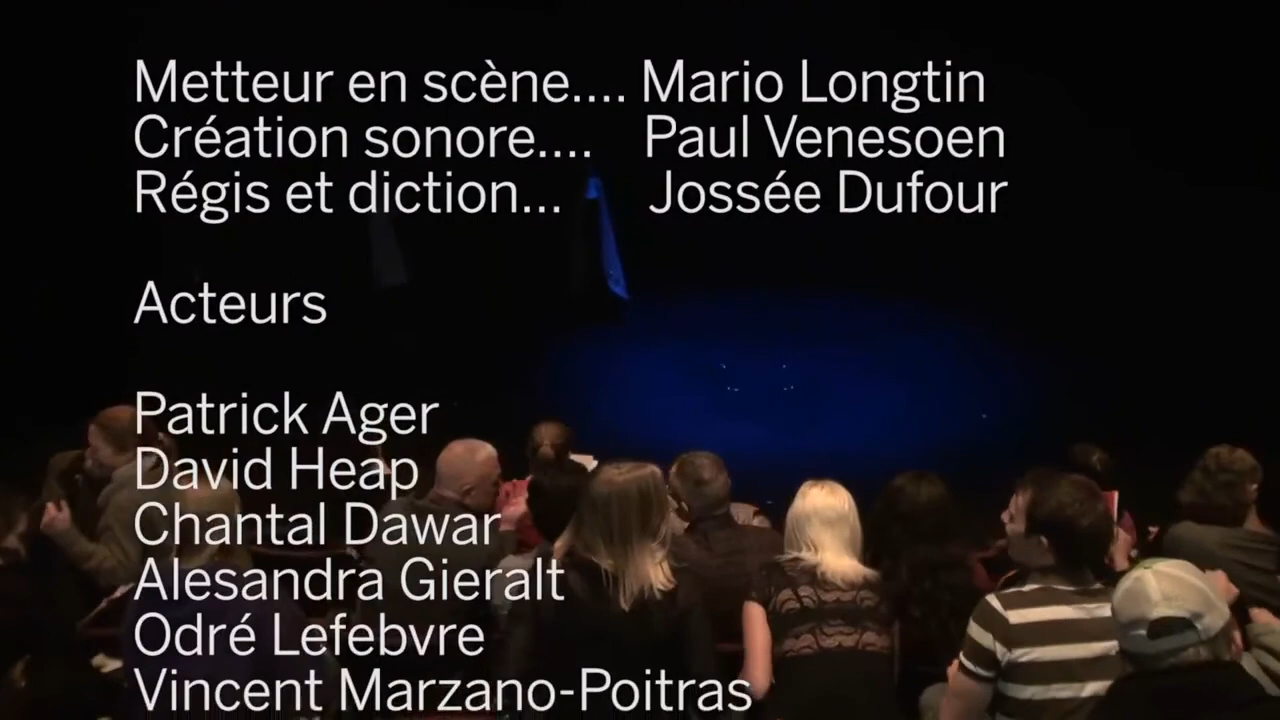 Metteur en scène.... Mario Longtin
Création sonore.... Paul Venesoen
Régis et diction... Jossée Dufour
Acteurs
Patrick Ager
David Heap
Chantal Dawar
Alesandra Gieralt
Odré Lefebvre
Vincent Marzano-Poitras